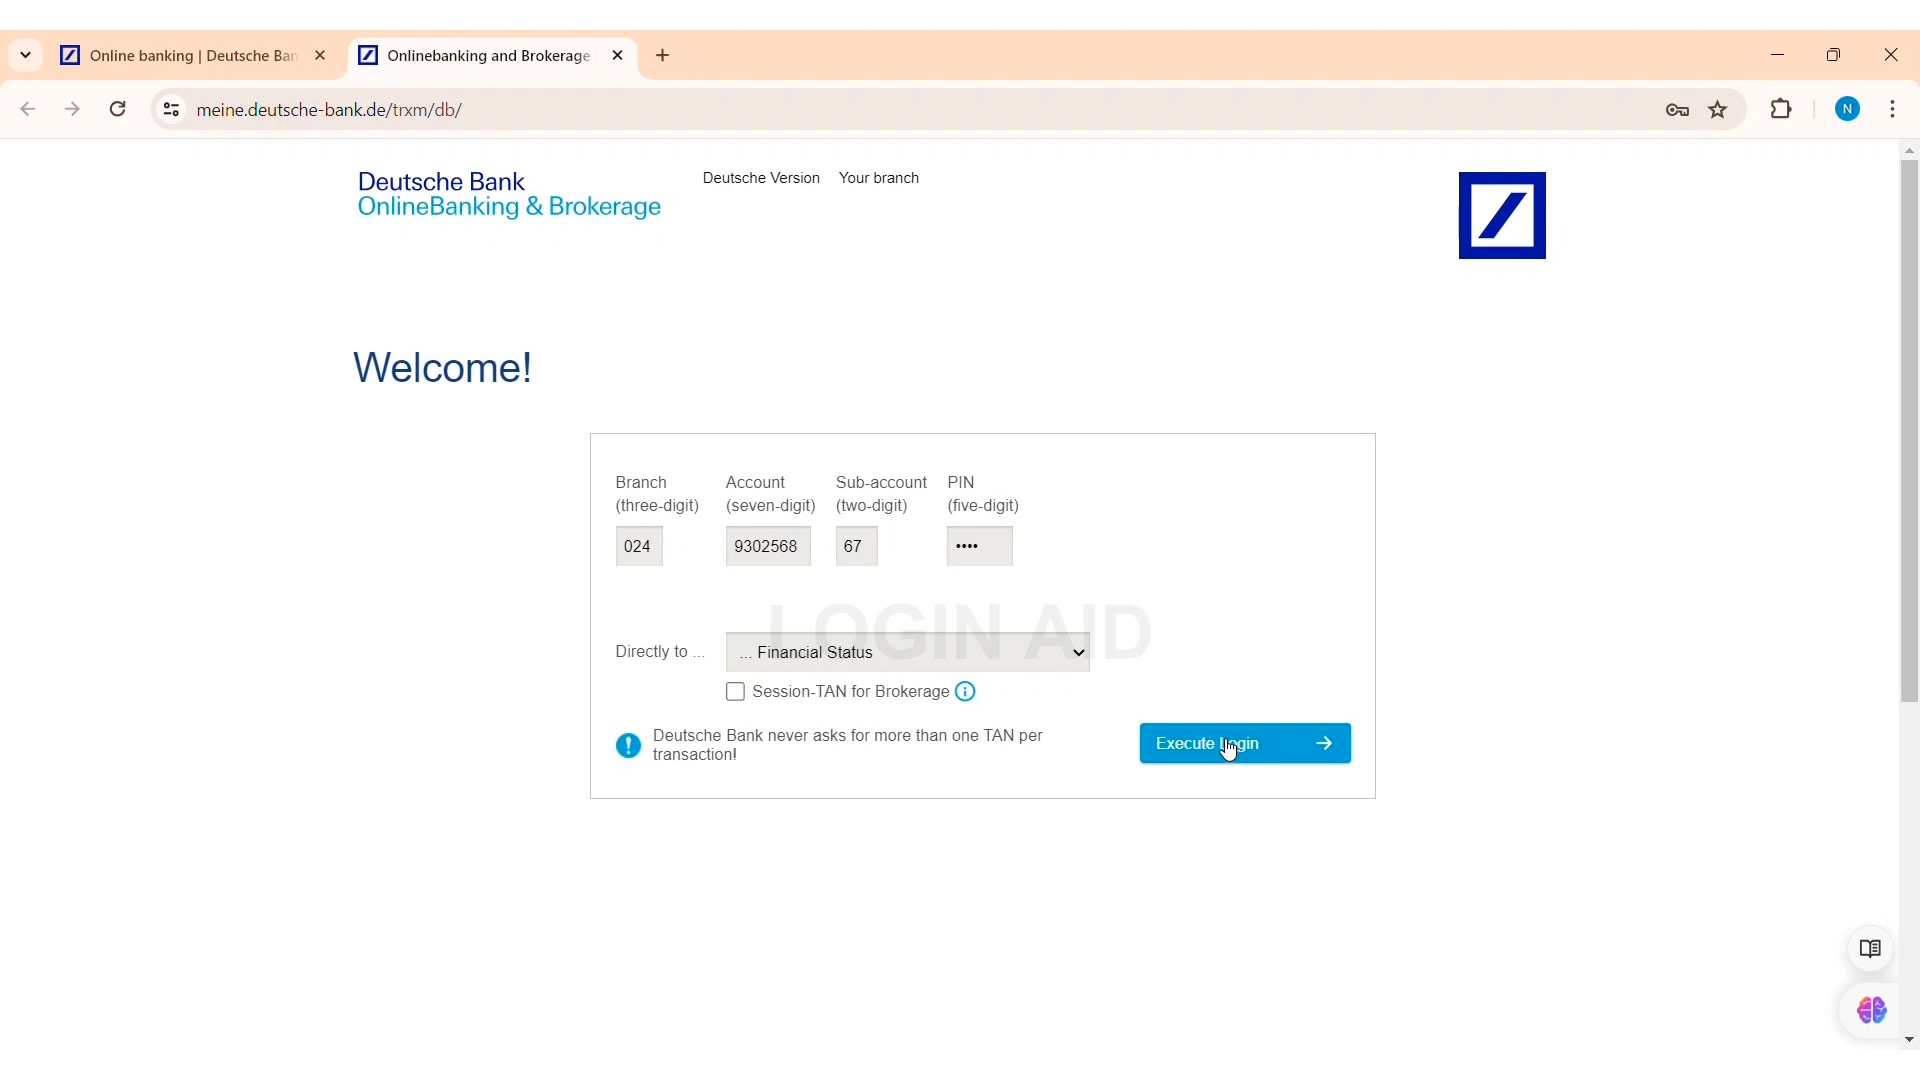 Online banking | Deutsche Ban
Onlinebanking and Brokerage
meine.deutsche-bank.de/trxm/db/
N
Deutsche Bank
OnlineBanking & Brokerage
Deutsche Version Your branch
Welcome!
Branch
(three-digit)
Account
(seven-digit)
Sub-account
(two-digit)
PIN
(five-digit)
024
9302568
67
••••
LOGIN AID
Directly to ...
... Financial Status
Session-TAN for Brokerage
Deutsche Bank never asks for more than one TAN per
transaction!
Execute Login